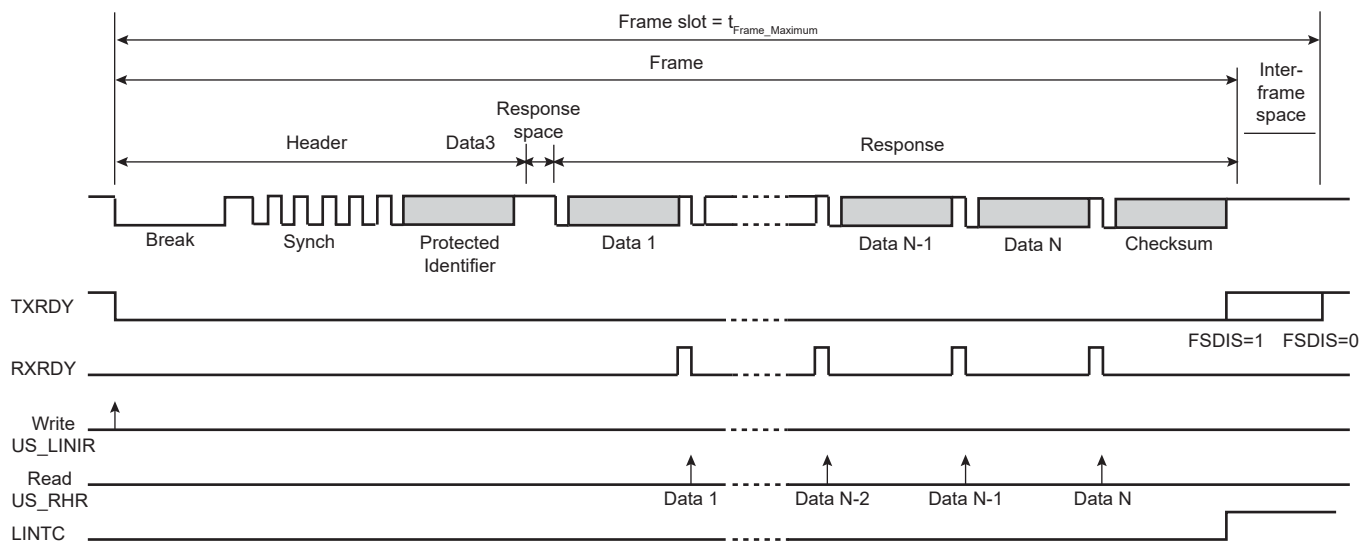 Frame slot = tFrame_Maximum
Frame
Inter-
frame
space
Response
space
Header
Data3
Response
Break
Synch
Protected
Identifier
Data 1
Data N-1
Data N
Checksum
TXRDY
FSDIS=1
FSDIS=0
RXRDY
Write
US_LINIR
Read
US_RHR
Data 1
Data N-2
Data N-1
Data N
LINTC